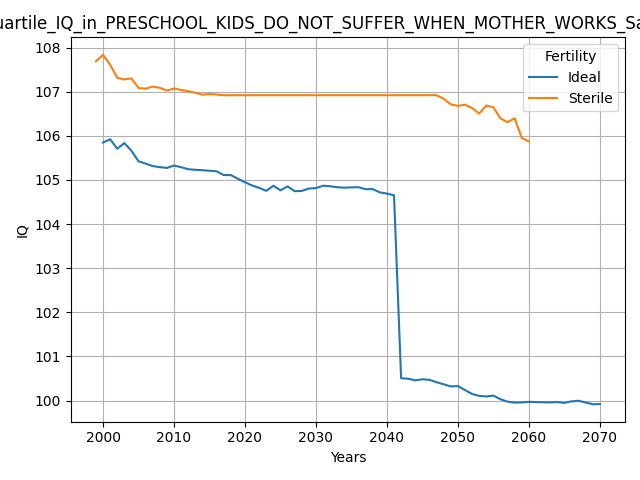 uartile_IQ_in_PRESCHOOL_KIDS_DO_NOT_SUFFER_WHEN_MOTHER_WORKS_Sa
108
107
106
105
104
103
102
101
100
IQ
Fertility
Ideal
Sterile
2000 2010 2020 2030 2040 2050 2060 2070
Years